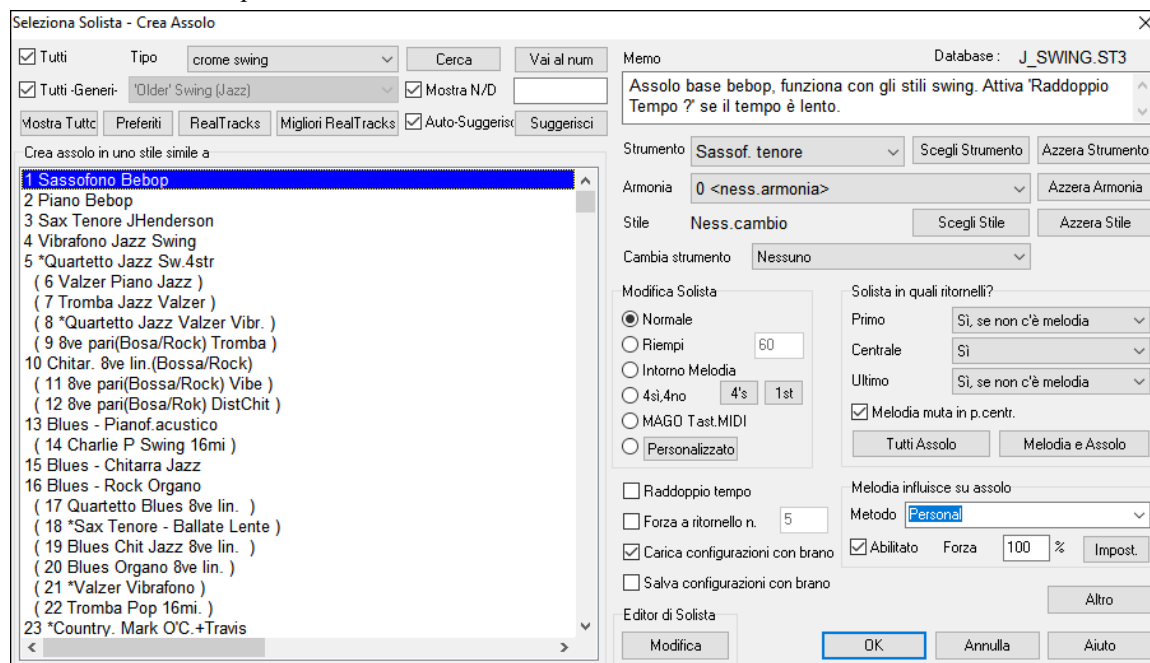 Seleziona Solista - Crea Assolo
Tutti Tipo crome swing Cerca Vai al num
Tutti -Generi- 'Older' Swing (Jazz) Mostra N/D
Mostra Tutto Preferiti RealTracks Migliori RealTracks Auto-Suggerisc Suggerisci
Crea assolo in uno stile simile a
1 Sassofono Bebop
2 Piano Bebop
3 Sax Tenore JHenderson
4 Vibrafono Jazz Swing
5 *Quartetto Jazz Sw.4str
( 6 Valzer Piano Jazz )
( 7 Tromba Jazz Valzer )
( 8 *Quartetto Jazz Valzer Vibr. )
( 9 8ve pari(Bosa/Rock) Tromba )
10 Chitar. 8ve lin.(Bossa/Rock)
( 11 8ve pari(Bossa/Rock) Vibe )
( 12 8ve pari(Bosa/Rok) DistChit )
13 Blues - Pianof.acustico
( 14 Charlie P Swing 16mi )
15 Blues - Chitarra Jazz
16 Blues - Rock Organo
( 17 Quartetto Blues 8ve lin. )
( 18 *Sax Tenore - Ballate Lente )
( 19 Blues Chit Jazz 8ve lin. )
( 20 Blues Organo 8ve lin. )
( 21 *Valzer Vibrafono )
( 22 Tromba Pop 16mi. )
23 *Country. Mark O'C.+Travis
Memo Database : J_SWING.ST3
Assolo base bebop, funziona con gli stili swing. Attiva 'Raddoppio
Tempo ?' se il tempo è lento.
Strumento Sassof. tenore Scegli Strumento Azzera Strumento
Armonia 0 <ness.armonia> Azzera Armonia
Stile Ness.cambio Scegli Stile Azzera Stile
Cambia strumento Nessuno
Modifica Solista
Normale
Riempi 60
Intorno Melodia
4sì,4no 4's 1st
MAGO Tast.MIDI
Personalizzato
Solista in quali ritornelli?
Primo Sì, se non c'è melodia
Centrale Sì
Ultimo Sì, se non c'è melodia
Melodia muta in p.centr.
Tutti Assolo Melodia e Assolo
Raddoppio tempo
Forza a ritornello n. 5
Carica configurazioni con brano
Salva configurazioni con brano
Melodia influisce su assolo
Metodo Personal
Abilitato Forza 100 % Impost.
Altro
Editor di Solista
Modifica OK Annulla Aiuto